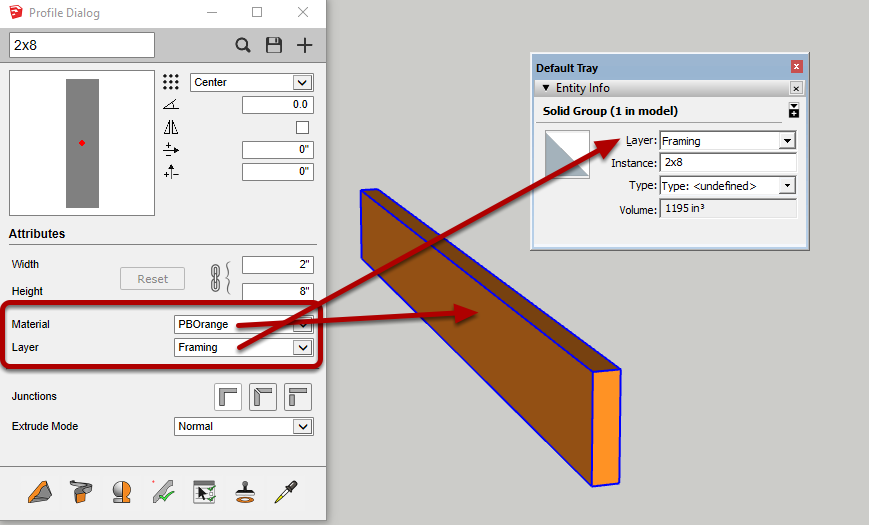 Profile Dialog
2x8
Center
0.0
0"
0"
Attributes
Width 2"
Reset
Height 8"
Material PBOrange
Layer Framing
Junctions
Extrude Mode Normal
Default Tray
Entity Info
Solid Group (1 in model)
Layer: Framing
Instance: 2x8
Type: Type: <undefined>
Volume: 1195 in³